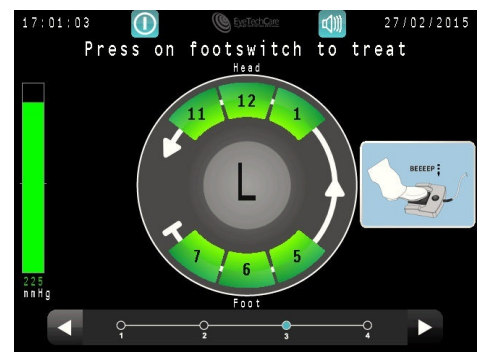 17:01:03 EyeTechCare 27/02/2015
Press on footswitch to treat
Head
11 12 1
BEEEEP
L
7 6 5
225
mmHg
Foot
1 2 3 4